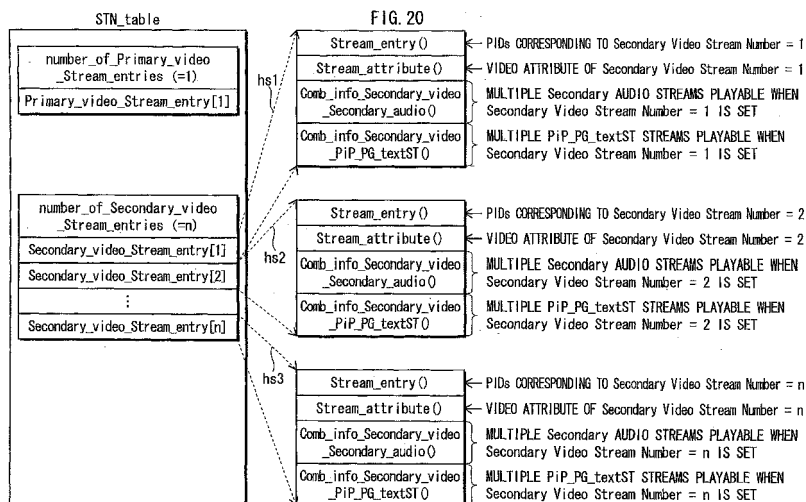 FIG. 20
STN_table
number_of_Primary_video
_Stream_entries (=1)
Primary_video_Stream_entry[1]
number_of_Secondary_video
_Stream_entries (=n)
Secondary_video_Stream_entry[1]
Secondary_video_Stream_entry[2]
⋮
Secondary_video_Stream_entry[n]
hs1
Stream_entry()
PIDs CORRESPONDING TO Secondary Video Stream Number = 1
Stream_attribute()
VIDEO ATTRIBUTE OF Secondary Video Stream Number = 1
Comb_info_Secondary_video
_Secondary_audio()
MULTIPLE Secondary AUDIO STREAMS PLAYABLE WHEN
Secondary Video Stream Number = 1 IS SET
Comb_info_Secondary_video
_PiP_PG_textST()
MULTIPLE PiP_PG_textST STREAMS PLAYABLE WHEN
Secondary Video Stream Number = 1 IS SET
hs2
Stream_entry()
PIDs CORRESPONDING TO Secondary Video Stream Number = 2
Stream_attribute()
VIDEO ATTRIBUTE OF Secondary Video Stream Number = 2
Comb_info_Secondary_video
_Secondary_audio()
MULTIPLE Secondary AUDIO STREAMS PLAYABLE WHEN
Secondary Video Stream Number = 2 IS SET
Comb_info_Secondary_video
_PiP_PG_textST()
MULTIPLE PiP_PG_textST STREAMS PLAYABLE WHEN
Secondary Video Stream Number = 2 IS SET
hs3
Stream_entry()
PIDs CORRESPONDING TO Secondary Video Stream Number = n
Stream_attribute()
VIDEO ATTRIBUTE OF Secondary Video Stream Number = n
Comb_info_Secondary_video
_Secondary_audio()
MULTIPLE Secondary AUDIO STREAMS PLAYABLE WHEN
Secondary Video Stream Number = n IS SET
Comb_info_Secondary_video
_PiP_PG_textST()
MULTIPLE PiP_PG_textST STREAMS PLAYABLE WHEN
Secondary Video Stream Number = n IS SET